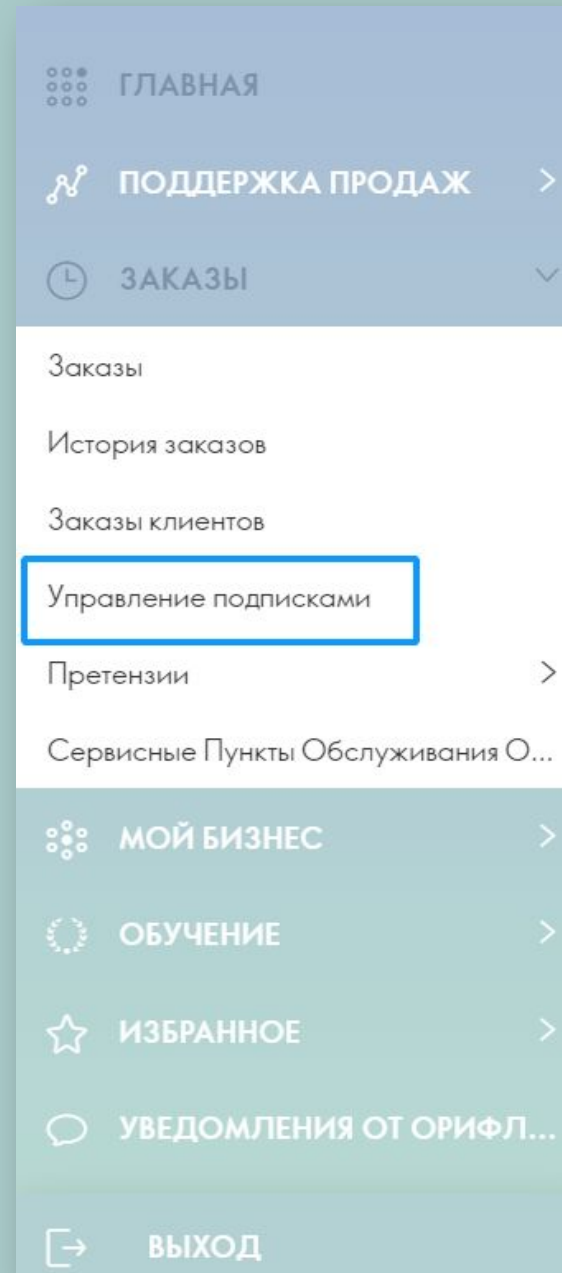 ГЛАВНАЯ
ПОДДЕРЖКА ПРОДАЖ
ЗАКАЗЫ
Заказы
История заказов
Заказы клиентов
Управление подписками
Претензии
Сервисные Пункты Обслуживания О...
МОЙ БИЗНЕС
ОБУЧЕНИЕ
ИЗБРАННОЕ
УВЕДОМЛЕНИЯ ОТ ОРИФЛ...
ВЫХОД